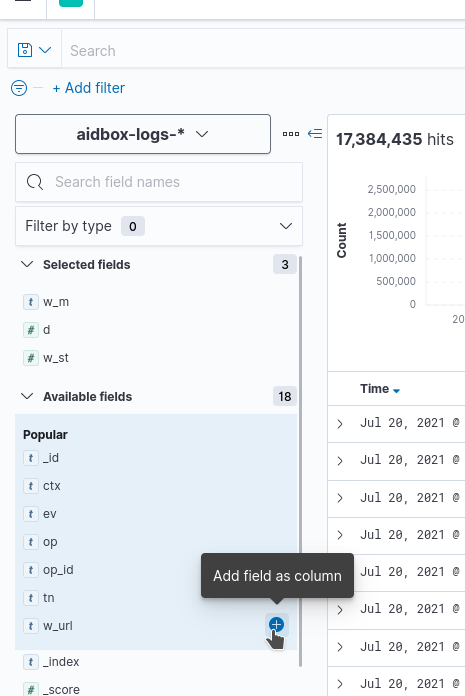 Search
+ Add filter
aidbox-logs-*
17,384,435 hits
Search field names
Filter by type 0
Selected fields 3
t w_m
# d
# w_st
Available fields 18
Popular
t _id
t ctx
t ev
t op
t op_id
t tn
t w_url
t _index
# _score
Add field as column
Count
2,500,000
2,000,000
1,500,000
1,000,000
500,000
0
20
Time
Jul 20, 2021 @
Jul 20, 2021 @
Jul 20, 2021 @
Jul 20, 2021 @
Jul 20, 2021 @
Jul 20, 2021 @
Jul 20, 2021 @
Jul 20, 2021 @